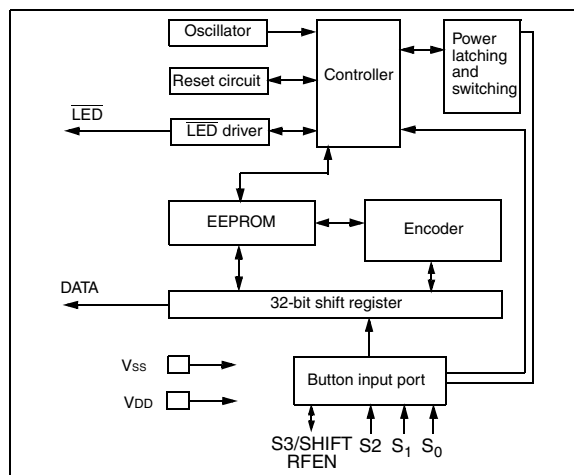 Oscillator
Controller
Power
latching
and
switching
Reset circuit
LED
LED driver
EEPROM
Encoder
DATA
32-bit shift register
VSS
Button input port
VDD
S3/SHIFT
RFEN
S2
S1
S0